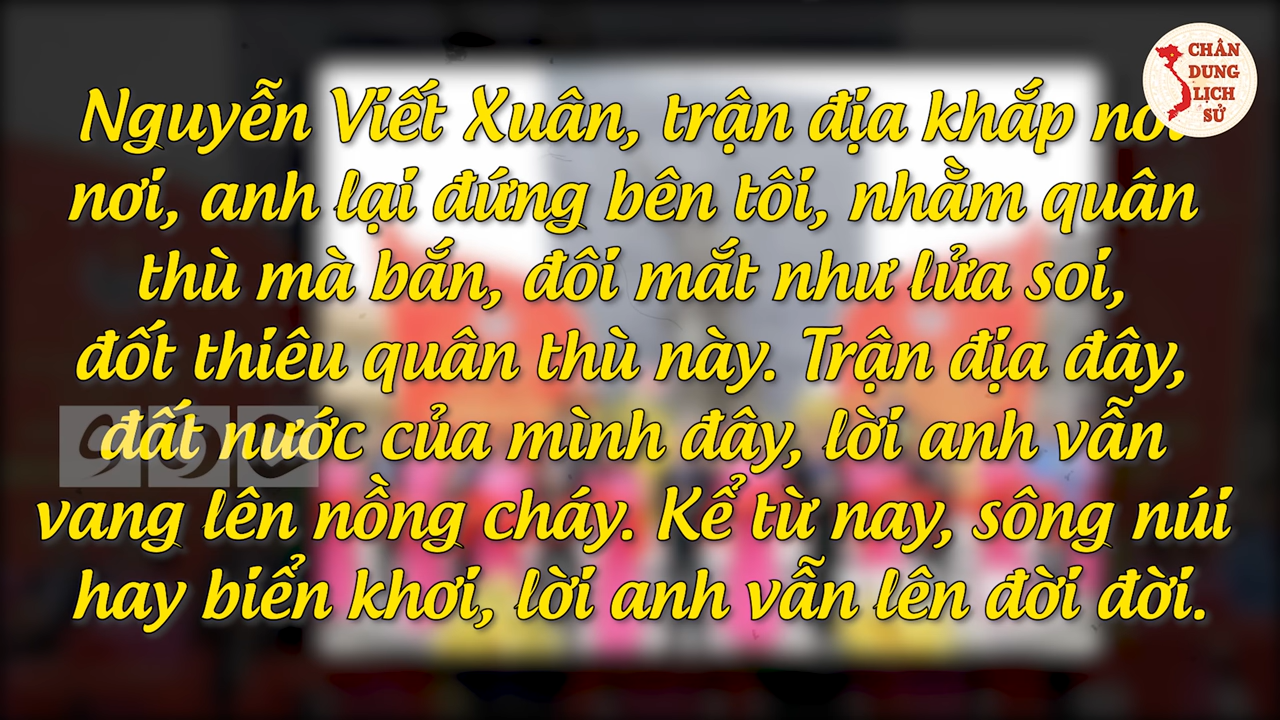 CHÂN
DUNG
LỊCH
SỬ
Nguyễn Viết Xuân, trận địa khắp nơi
nơi, anh lại đứng bên tôi, nhằm quân
thù mà bắn, đôi mắt như lửa soi,
đốt thiêu quân thù này. Trận địa đây,
đất nước của mình đây, lời anh vẫn
vang lên nồng cháy. Kể từ nay, sông núi
hay biển khơi, lời anh vẫn lên đời đời.